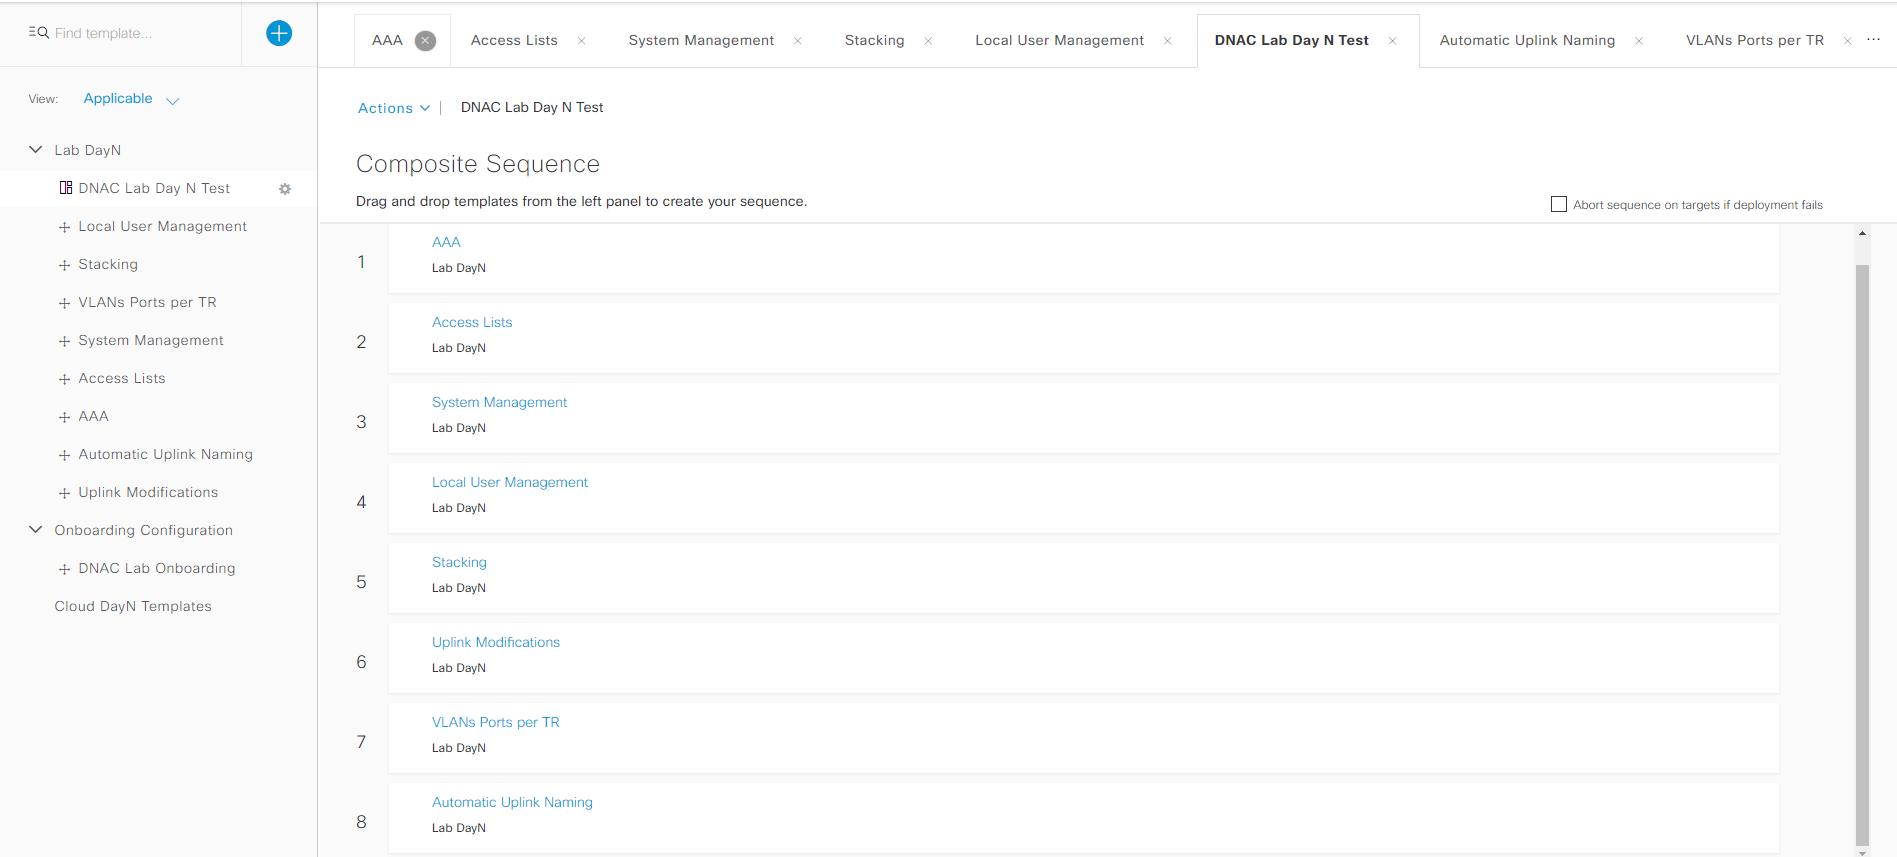 Find template...
AAA
Access Lists
System Management
Stacking
Local User Management
DNAC Lab Day N Test
Automatic Uplink Naming
VLANs Ports per TR
...
View: Applicable
Lab DayN
DNAC Lab Day N Test
Local User Management
Stacking
VLANs Ports per TR
System Management
Access Lists
AAA
Automatic Uplink Naming
Uplink Modifications
Onboarding Configuration
DNAC Lab Onboarding
Cloud DayN Templates
Actions | DNAC Lab Day N Test
Composite Sequence
Drag and drop templates from the left panel to create your sequence.
Abort sequence on targets if deployment fails
1
AAA
Lab DayN
2
Access Lists
Lab DayN
3
System Management
Lab DayN
4
Local User Management
Lab DayN
5
Stacking
Lab DayN
6
Uplink Modifications
Lab DayN
7
VLANs Ports per TR
Lab DayN
8
Automatic Uplink Naming
Lab DayN